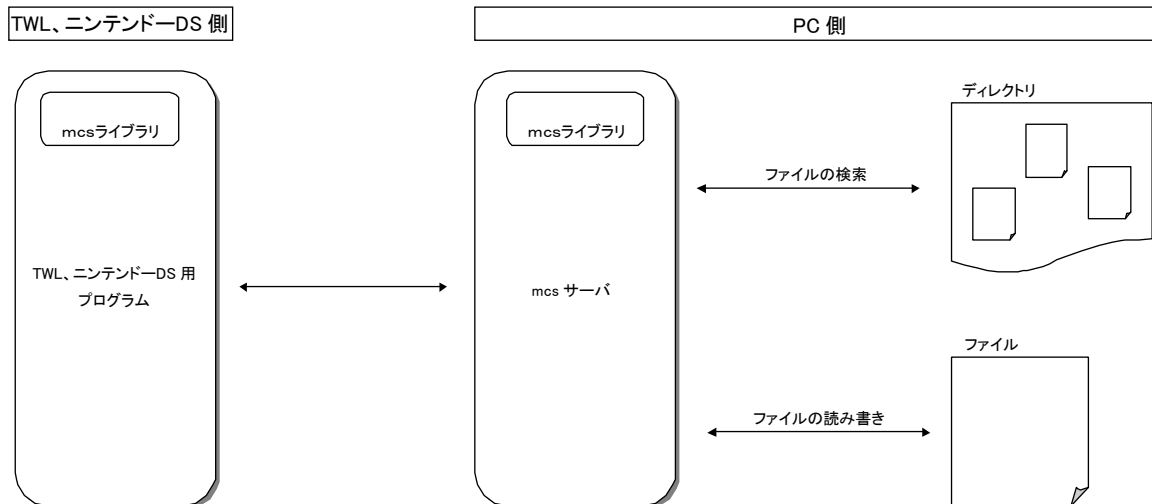 TWL、ニンテンドーDS 側
PC 側
mcsライブラリ
TWL、ニンテンドーDS 用
プログラム
mcsライブラリ
mcs サーバ
ディレクトリ
ファイルの検索
ファイル
ファイルの読み書き